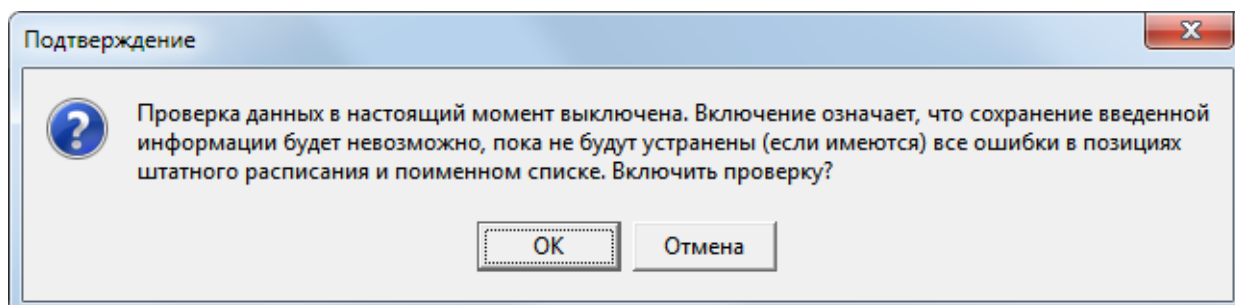 Подтверждение
Проверка данных в настоящий момент выключена. Включение означает, что сохранение введенной
информации будет невозможно, пока не будут устранены (если имеются) все ошибки в позициях
штатного расписания и поименном списке. Включить проверку?
ОК
Отмена